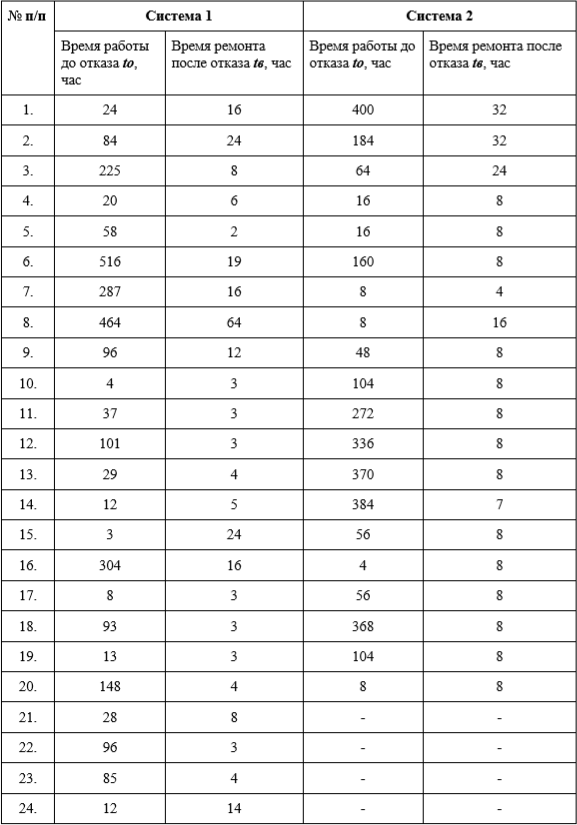 № п/п Система 1 Система 2
Время работы до отказа to, час Время ремонта после отказа tв, час Время работы до отказа to, час Время ремонта после отказа tв, час
1. 24 16 400 32
2. 84 24 184 32
3. 225 8 64 24
4. 20 6 16 8
5. 58 2 16 8
6. 516 19 160 8
7. 287 16 8 4
8. 464 64 8 16
9. 96 12 48 8
10. 4 3 104 8
11. 37 3 272 8
12. 101 3 336 8
13. 29 4 370 8
14. 12 5 384 7
15. 3 24 56 8
16. 304 16 4 8
17. 8 3 56 8
18. 93 3 368 8
19. 13 3 104 8
20. 148 4 8 8
21. 28 8 - -
22. 96 3 - -
23. 85 4 - -
24. 12 14 - -